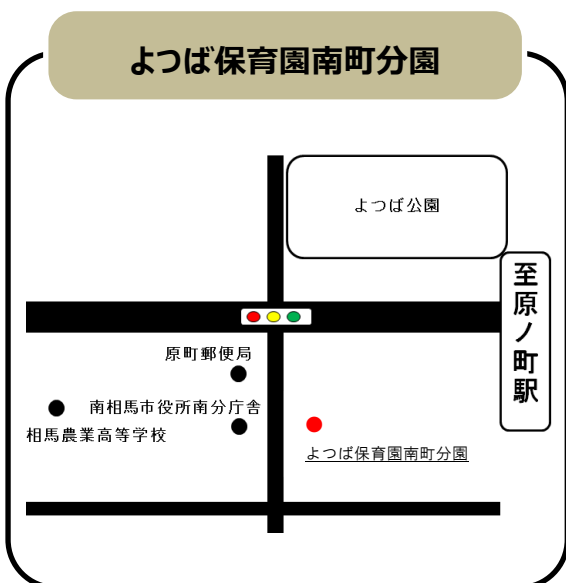 よつば保育園南町分園
よつば公園
至原ノ町駅
原町郵便局
南相馬市役所南分庁舎
相馬農業高等学校
よつば保育園南町分園